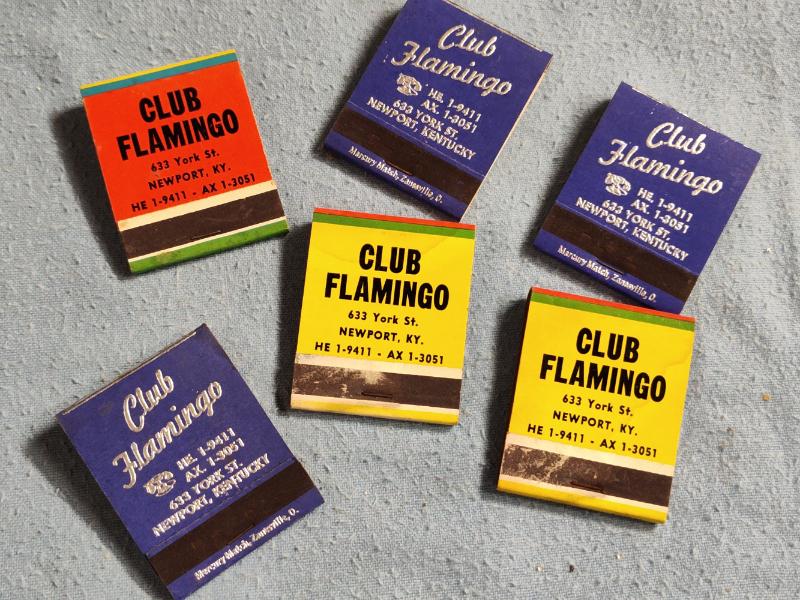 CLUB
FLAMINGO
633 York St.
NEWPORT, KY.
HE 1-9411 - AX 1-3051
Club
Flamingo
HE. 1-9411
AX. 1-3051
633 YORK ST.
NEWPORT, KENTUCKY
Mercury Match, Zanesville, O.
Club
Flamingo
HE. 1-9411
AX. 1-3051
633 YORK ST.
NEWPORT, KENTUCKY
Mercury Match, Zanesville, O.
CLUB
FLAMINGO
633 York St.
NEWPORT, KY.
HE 1-9411 - AX 1-3051
CLUB
FLAMINGO
633 York St.
NEWPORT, KY.
HE 1-9411 - AX 1-3051
Club
Flamingo
HE. 1-9411
AX. 1-3051
633 YORK ST.
NEWPORT, KENTUCKY
Mercury Match, Zanesville, O.